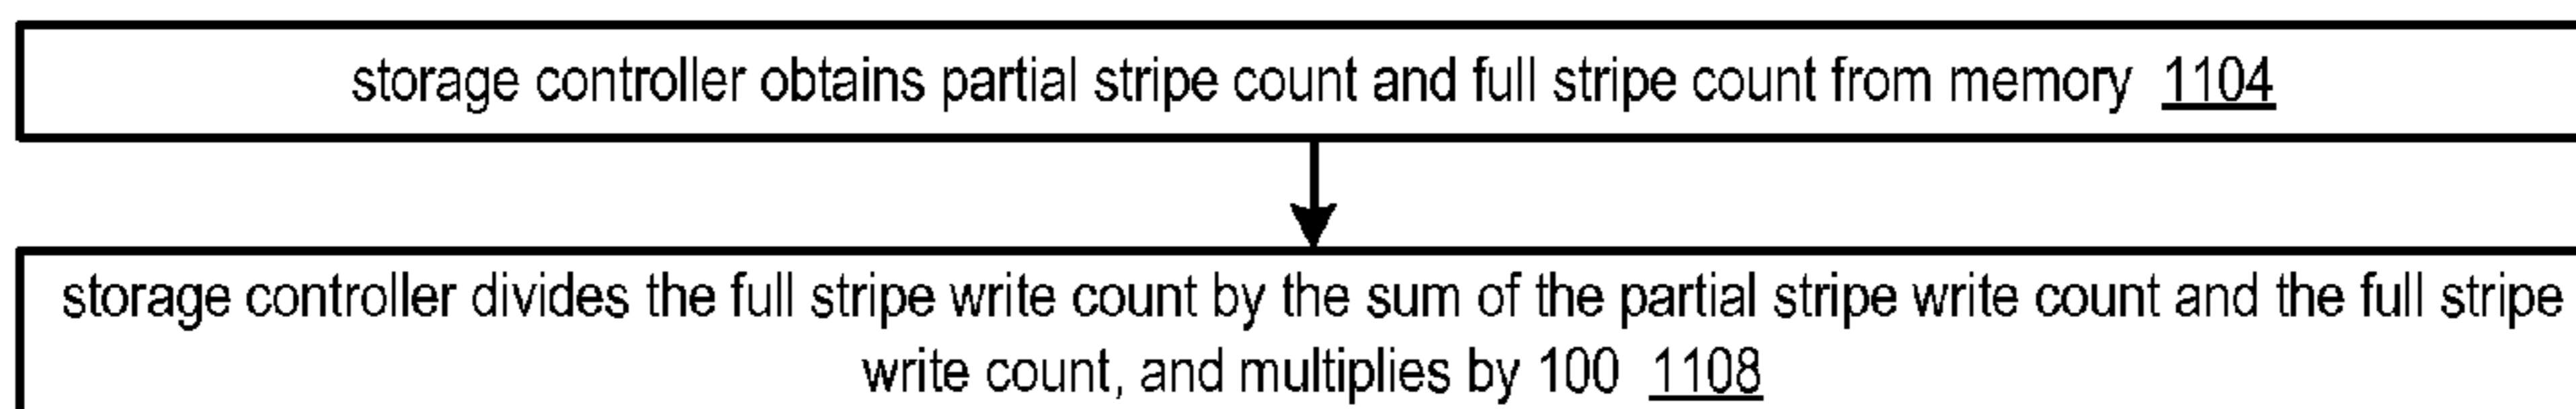 storage controller obtains partial stripe count and full stripe count from memory 1104
storage controller divides the full stripe write count by the sum of the partial stripe write count and the full stripe
write count, and multiplies by 100 1108